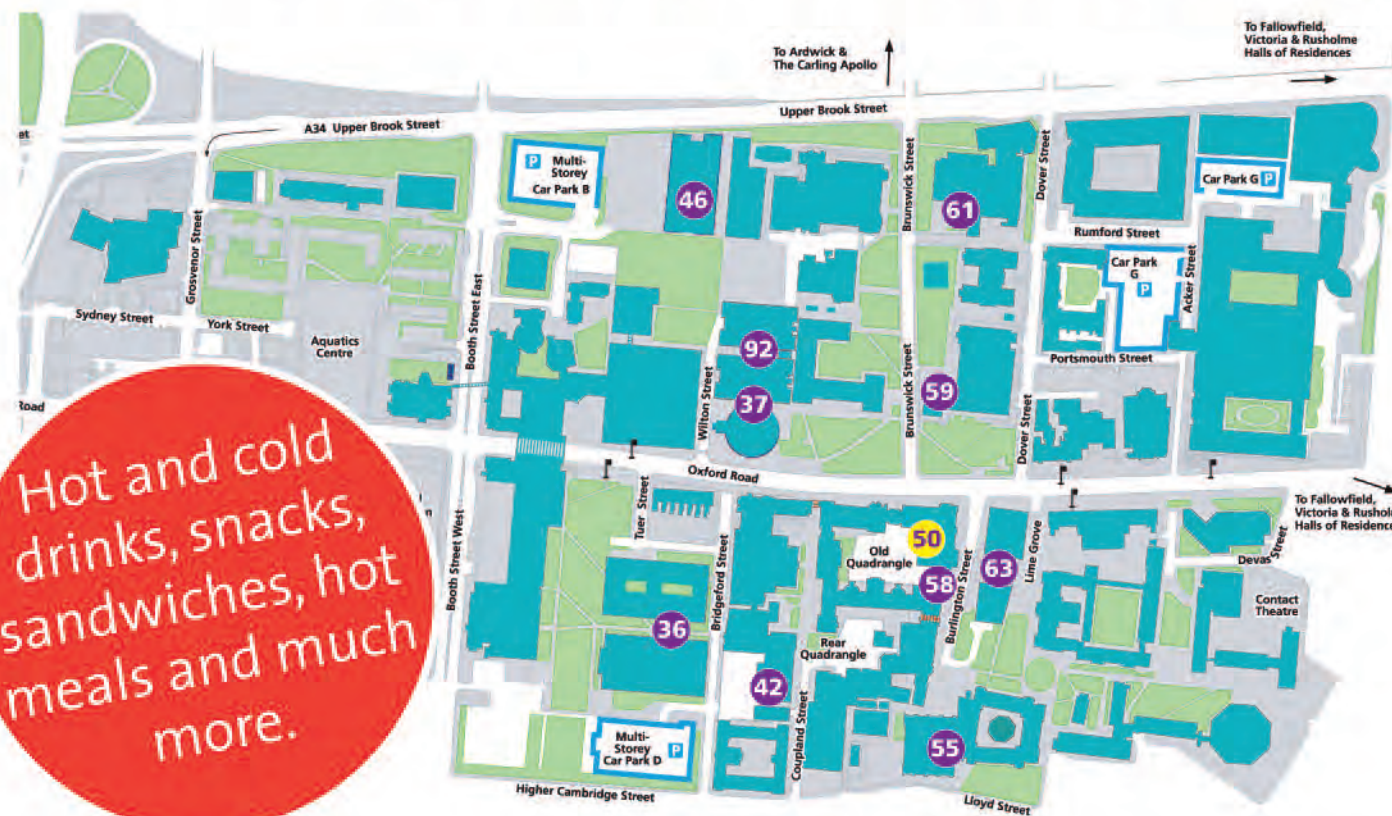 To Ardwick &
The Carling Apollo
To Fallowfield,
Victoria & Rusholme
Halls of Residences
A34 Upper Brook Street
Upper Brook Street
P Multi-
Storey
Car Park B
46
Brunswick Street
61
Dover Street
Car Park G P
Rumford Street
Car Park
G
P
Acker Street
Grosvenor Street
Sydney Street
York Street
Aquatics
Centre
Booth Street East
92
37
Wilton Street
Brunswick Street
59
Portsmouth Street
Dover Street
Road
Oxford Road
Hot and cold
drinks, snacks,
sandwiches, hot
meals and much
more.
Booth Street West
Tuer Street
36
Bridgeford Street
Old
Quadrangle
50
58
Burlington Street
63
Lime Grove
To Fallowfield,
Victoria & Rusholme
Halls of Residence
Devas Street
Contact
Theatre
Rear
Quadrangle
42
Coupland Street
55
Multi-
Storey
Car Park D
P
Higher Cambridge Street
Lloyd Street